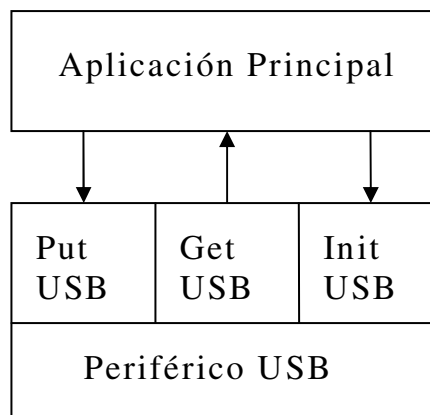 Aplicación Principal
Put
USB
Get
USB
Init
USB
Periférico USB